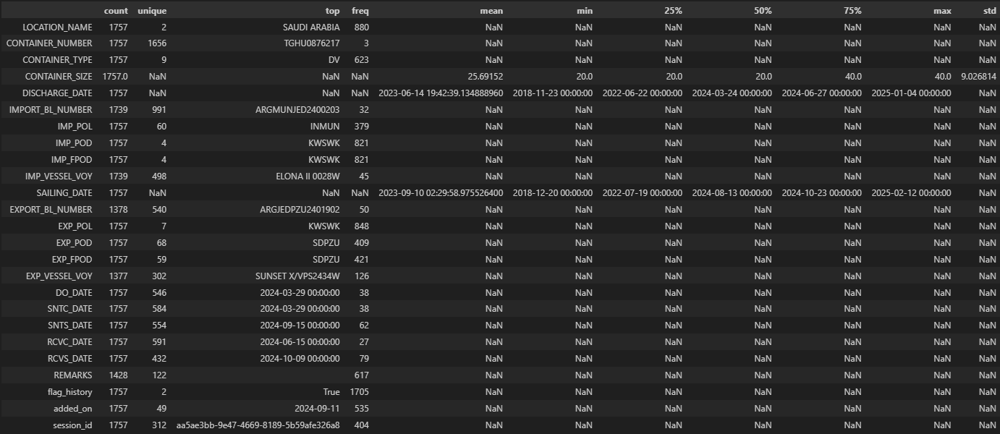 count unique top freq mean min 25% 50% 75% max std
LOCATION_NAME 1757 2 SAUDI ARABIA 880 NaN NaN NaN NaN NaN NaN NaN
CONTAINER_NUMBER 1757 1656 TGHU0876217 3 NaN NaN NaN NaN NaN NaN NaN
CONTAINER_TYPE 1757 9 DV 623 NaN NaN NaN NaN NaN NaN NaN
CONTAINER_SIZE 1757.0 NaN NaN NaN 25.69152 20.0 20.0 20.0 40.0 40.0 9.026814
DISCHARGE_DATE 1757 NaN NaN NaN 2023-06-14 19:42:39.134888960 2018-11-23 00:00:00 2022-06-22 00:00:00 2024-03-24 00:00:00 2024-06-27 00:00:00 2025-01-04 00:00:00 NaN
IMPORT_BL_NUMBER 1739 991 ARGMUNJED2400203 32 NaN NaN NaN NaN NaN NaN NaN
IMP_POL 1757 60 INMUN 379 NaN NaN NaN NaN NaN NaN NaN
IMP_POD 1757 4 KWSWK 821 NaN NaN NaN NaN NaN NaN NaN
IMP_FPOD 1757 4 KWSWK 821 NaN NaN NaN NaN NaN NaN NaN
IMP_VESSEL_VOY 1739 498 ELONA II 0028W 45 NaN NaN NaN NaN NaN NaN NaN
SAILING_DATE 1757 NaN NaN NaN 2023-09-10 02:29:58.975526400 2018-12-20 00:00:00 2022-07-19 00:00:00 2024-08-13 00:00:00 2024-10-23 00:00:00 2025-02-12 00:00:00 NaN
EXPORT_BL_NUMBER 1378 540 ARGJEDPZU2401902 50 NaN NaN NaN NaN NaN NaN NaN
EXP_POL 1757 7 KWSWK 848 NaN NaN NaN NaN NaN NaN NaN
EXP_POD 1757 68 SDPZU 409 NaN NaN NaN NaN NaN NaN NaN
EXP_FPOD 1757 59 SDPZU 421 NaN NaN NaN NaN NaN NaN NaN
EXP_VESSEL_VOY 1377 302 SUNSET X/VPS2434W 126 NaN NaN NaN NaN NaN NaN NaN
DO_DATE 1757 546 2024-03-29 00:00:00 38 NaN NaN NaN NaN NaN NaN NaN
SNTC_DATE 1757 584 2024-03-29 00:00:00 38 NaN NaN NaN NaN NaN NaN NaN
SNTS_DATE 1757 554 2024-09-15 00:00:00 62 NaN NaN NaN NaN NaN NaN NaN
RCVC_DATE 1757 591 2024-06-15 00:00:00 27 NaN NaN NaN NaN NaN NaN NaN
RCVS_DATE 1757 432 2024-10-09 00:00:00 79 NaN NaN NaN NaN NaN NaN NaN
REMARKS 1428 122 617 NaN NaN NaN NaN NaN NaN NaN
flag_history 1757 2 True 1705 NaN NaN NaN NaN NaN NaN NaN
added_on 1757 49 2024-09-11 535 NaN NaN NaN NaN NaN NaN NaN
session_id 1757 312 aa5ae3bb-9e47-4669-8189-5b59afe326a8 404 NaN NaN NaN NaN NaN NaN NaN